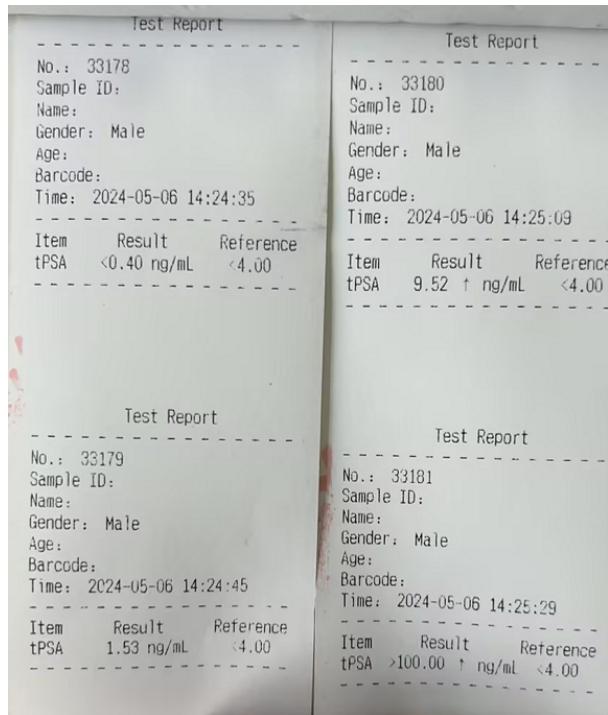 Test Report
No.: 33178
Sample ID:
Name:
Gender: Male
Age:
Barcode:
Time: 2024-05-06 14:24:35
Item Result Reference
tPSA <0.40 ng/mL <4.00
Test Report
No.: 33179
Sample ID:
Name:
Gender: Male
Age:
Barcode:
Time: 2024-05-06 14:24:45
Item Result Reference
tPSA 1.53 ng/mL <4.00
Test Report
No.: 33180
Sample ID:
Name:
Gender: Male
Age:
Barcode:
Time: 2024-05-06 14:25:09
Item Result Reference
tPSA 9.52 ↑ ng/mL <4.00
Test Report
No.: 33181
Sample ID:
Name:
Gender: Male
Age:
Barcode:
Time: 2024-05-06 14:25:29
Item Result Reference
tPSA >100.00 ↑ ng/mL <4.00